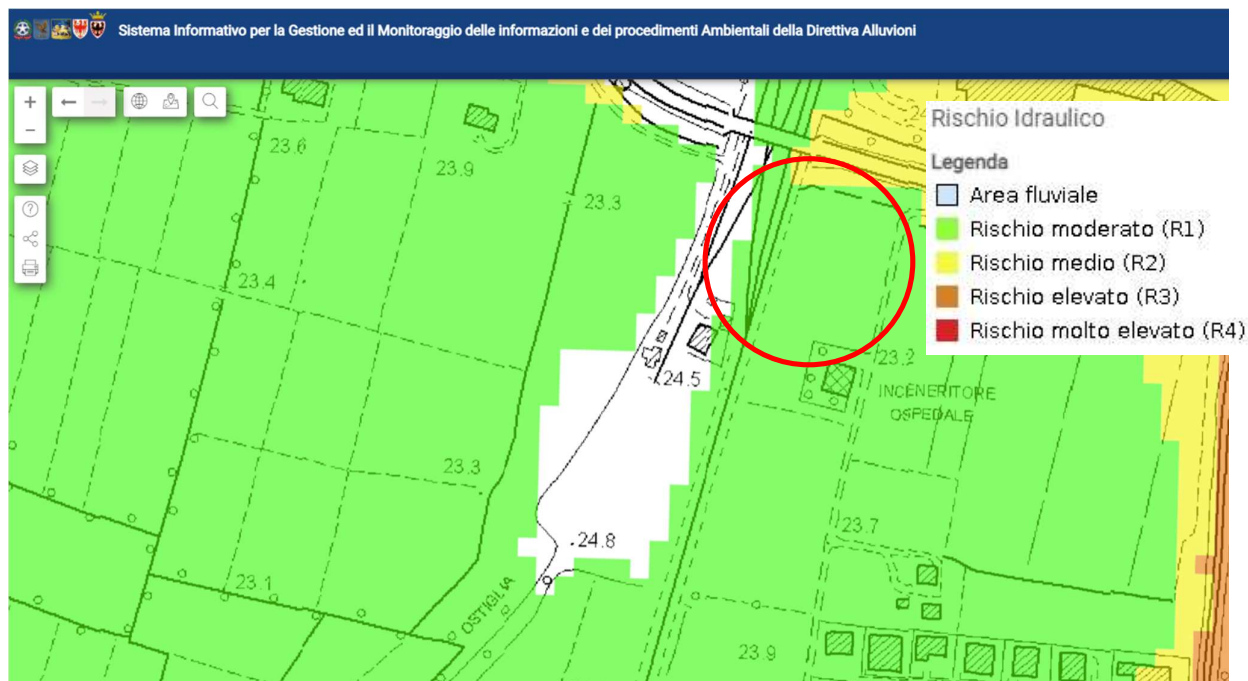 Sistema Informativo per la Gestione ed il Monitoraggio delle informazioni e dei procedimenti Ambientali della Direttiva Alluvioni
Rischio Idraulico
Legenda
Area fluviale
Rischio moderato (R1)
Rischio medio (R2)
Rischio elevato (R3)
Rischio molto elevato (R4)
23.6
23.9
23.3
23.4
24.5
23.2
INCENERITORE
OSPEDALE
23.3
23.7
24.8
23.1
OSTIGLIA
23.9